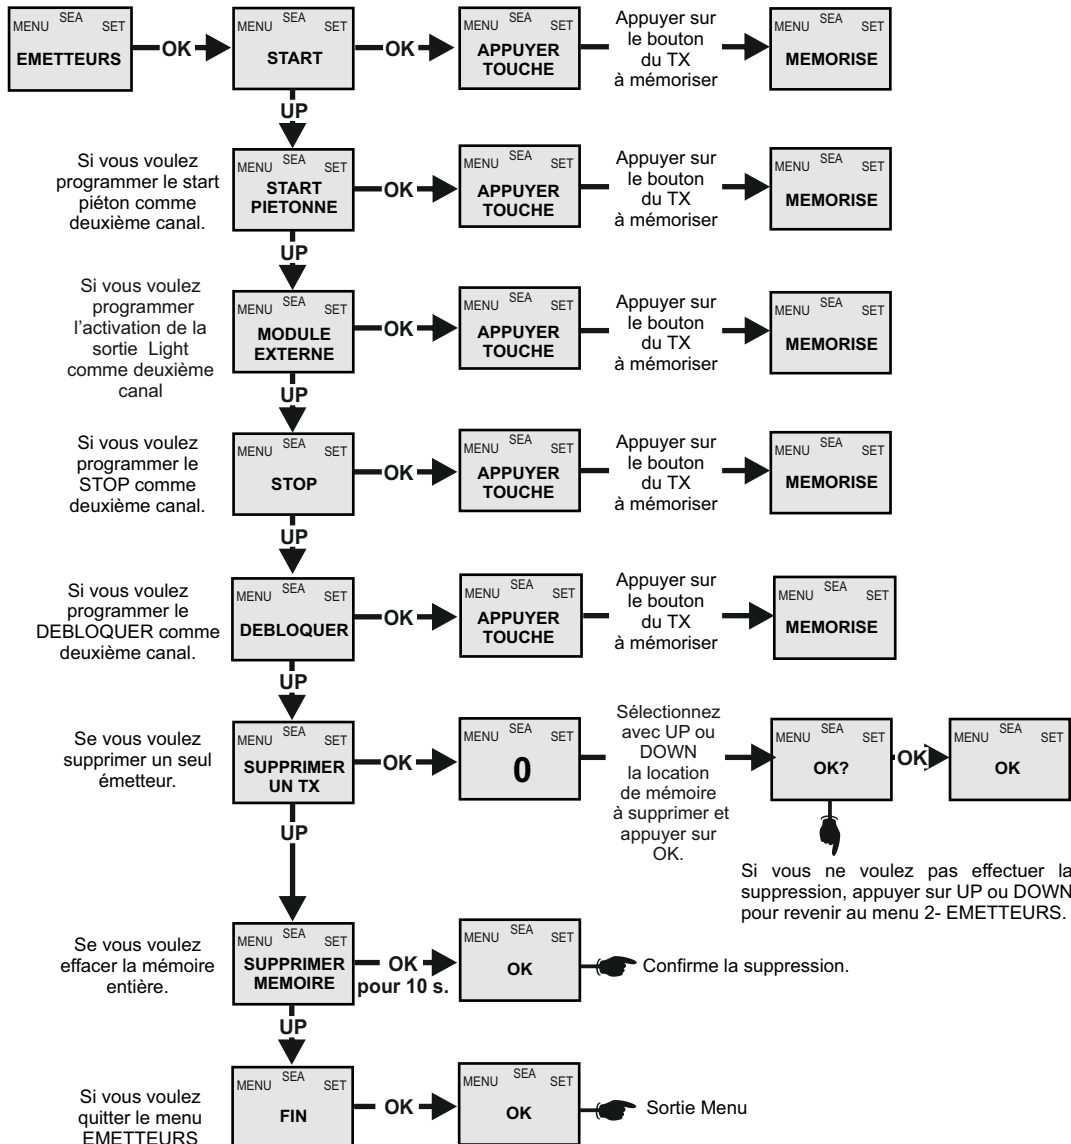 MENU SEA SET
EMETTEURS
OK
MENU SEA SET
START
OK
MENU SEA SET
APPUYER
TOUCHE
Appuyer sur
le bouton
du TX
à mémoriser
MENU SEA SET
MEMORISE
UP
Si vous voulez
programmer le start
piéton comme
deuxième canal.
MENU SEA SET
START
PIETONNE
OK
MENU SEA SET
APPUYER
TOUCHE
Appuyer sur
le bouton
du TX
à mémoriser
MENU SEA SET
MEMORISE
UP
Si vous voulez
programmer
l’activation de la
sortie Light
comme deuxième
canal
MENU SEA SET
MODULE
EXTERNE
OK
MENU SEA SET
APPUYER
TOUCHE
Appuyer sur
le bouton
du TX
à mémoriser
MENU SEA SET
MEMORISE
UP
Si vous voulez
programmer le
STOP comme
deuxième canal.
MENU SEA SET
STOP
OK
MENU SEA SET
APPUYER
TOUCHE
Appuyer sur
le bouton
du TX
à mémoriser
MENU SEA SET
MEMORISE
UP
Si vous voulez
programmer le
DEBLOQUER comme
deuxième canal.
MENU SEA SET
DEBLOQUER
OK
MENU SEA SET
APPUYER
TOUCHE
Appuyer sur
le bouton
du TX
à mémoriser
MENU SEA SET
MEMORISE
UP
Se vous voulez
supprimer un seul
émetteur.
MENU SEA SET
SUPPRIMER
UN TX
OK
MENU SEA SET
0
Sélectionnez
avec UP ou
DOWN
la location
de mémoire
à supprimer et
appuyer sur
OK.
MENU SEA SET
OK?
OK
MENU SEA SET
OK
Si vous ne voulez pas effectuer la
suppression, appuyer sur UP ou DOWN
pour revenir au menu 2- EMETTEURS.
UP
Se vous voulez
effacer la mémoire
entière.
MENU SEA SET
SUPPRIMER
MEMOIRE
OK
pour 10 s.
MENU SEA SET
OK
Confirme la suppression.
UP
Si vous voulez
quitter le menu
EMETTEURS
MENU SEA SET
FIN
OK
MENU SEA SET
OK
Sortie Menu